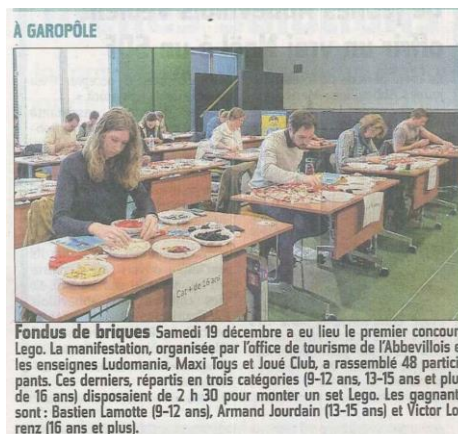 À GAROPÔLE
Cat + de 16 ans
Fondus de briques Samedi 19 décembre a eu lieu le premier concour
Lego. La manifestation, organisée par l'office de tourisme de l'Abbevillois e
les enseignes Ludomania, Maxi Toys et Joué Club, a rassemblé 48 partici
pants. Ces derniers, répartis en trois catégories (9-12 ans, 13-15 ans et plu
de 16 ans) disposaient de 2 h 30 pour monter un set Lego. Les gagnant
sont : Bastien Lamotte (9-12 ans), Armand Jourdain (13-15 ans) et Victor Lo
renz (16 ans et plus).